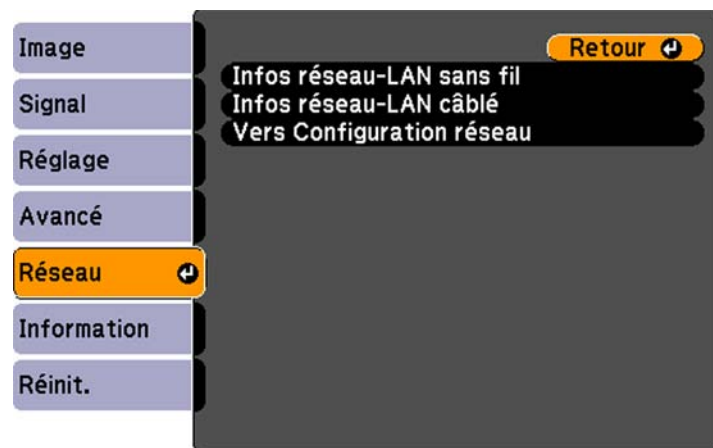 Image
Signal
Réglage
Avancé
Réseau
Information
Réinit.
Retour
Infos réseau-LAN sans fil
Infos réseau-LAN câblé
Vers Configuration réseau